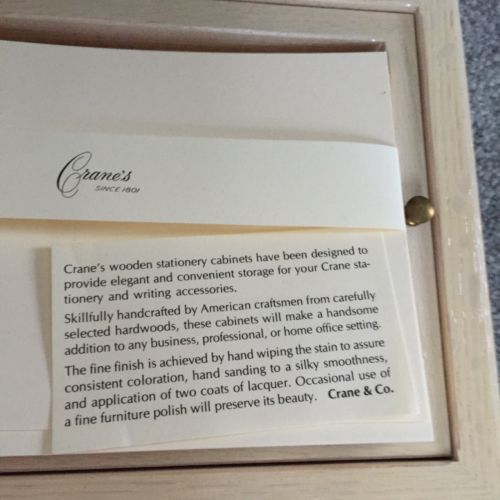 Crane's
SINCE 1801
Crane's wooden stationery cabinets have been designed to
provide elegant and convenient storage for your Crane sta-
tionery and writing accessories.
Skillfully handcrafted by American craftsmen from carefully
selected hardwoods, these cabinets will make a handsome
addition to any business, professional, or home office setting.
The fine finish is achieved by hand wiping the stain to assure
consistent coloration, hand sanding to a silky smoothness,
and application of two coats of lacquer. Occasional use of
a fine furniture polish will preserve its beauty. Crane & Co.